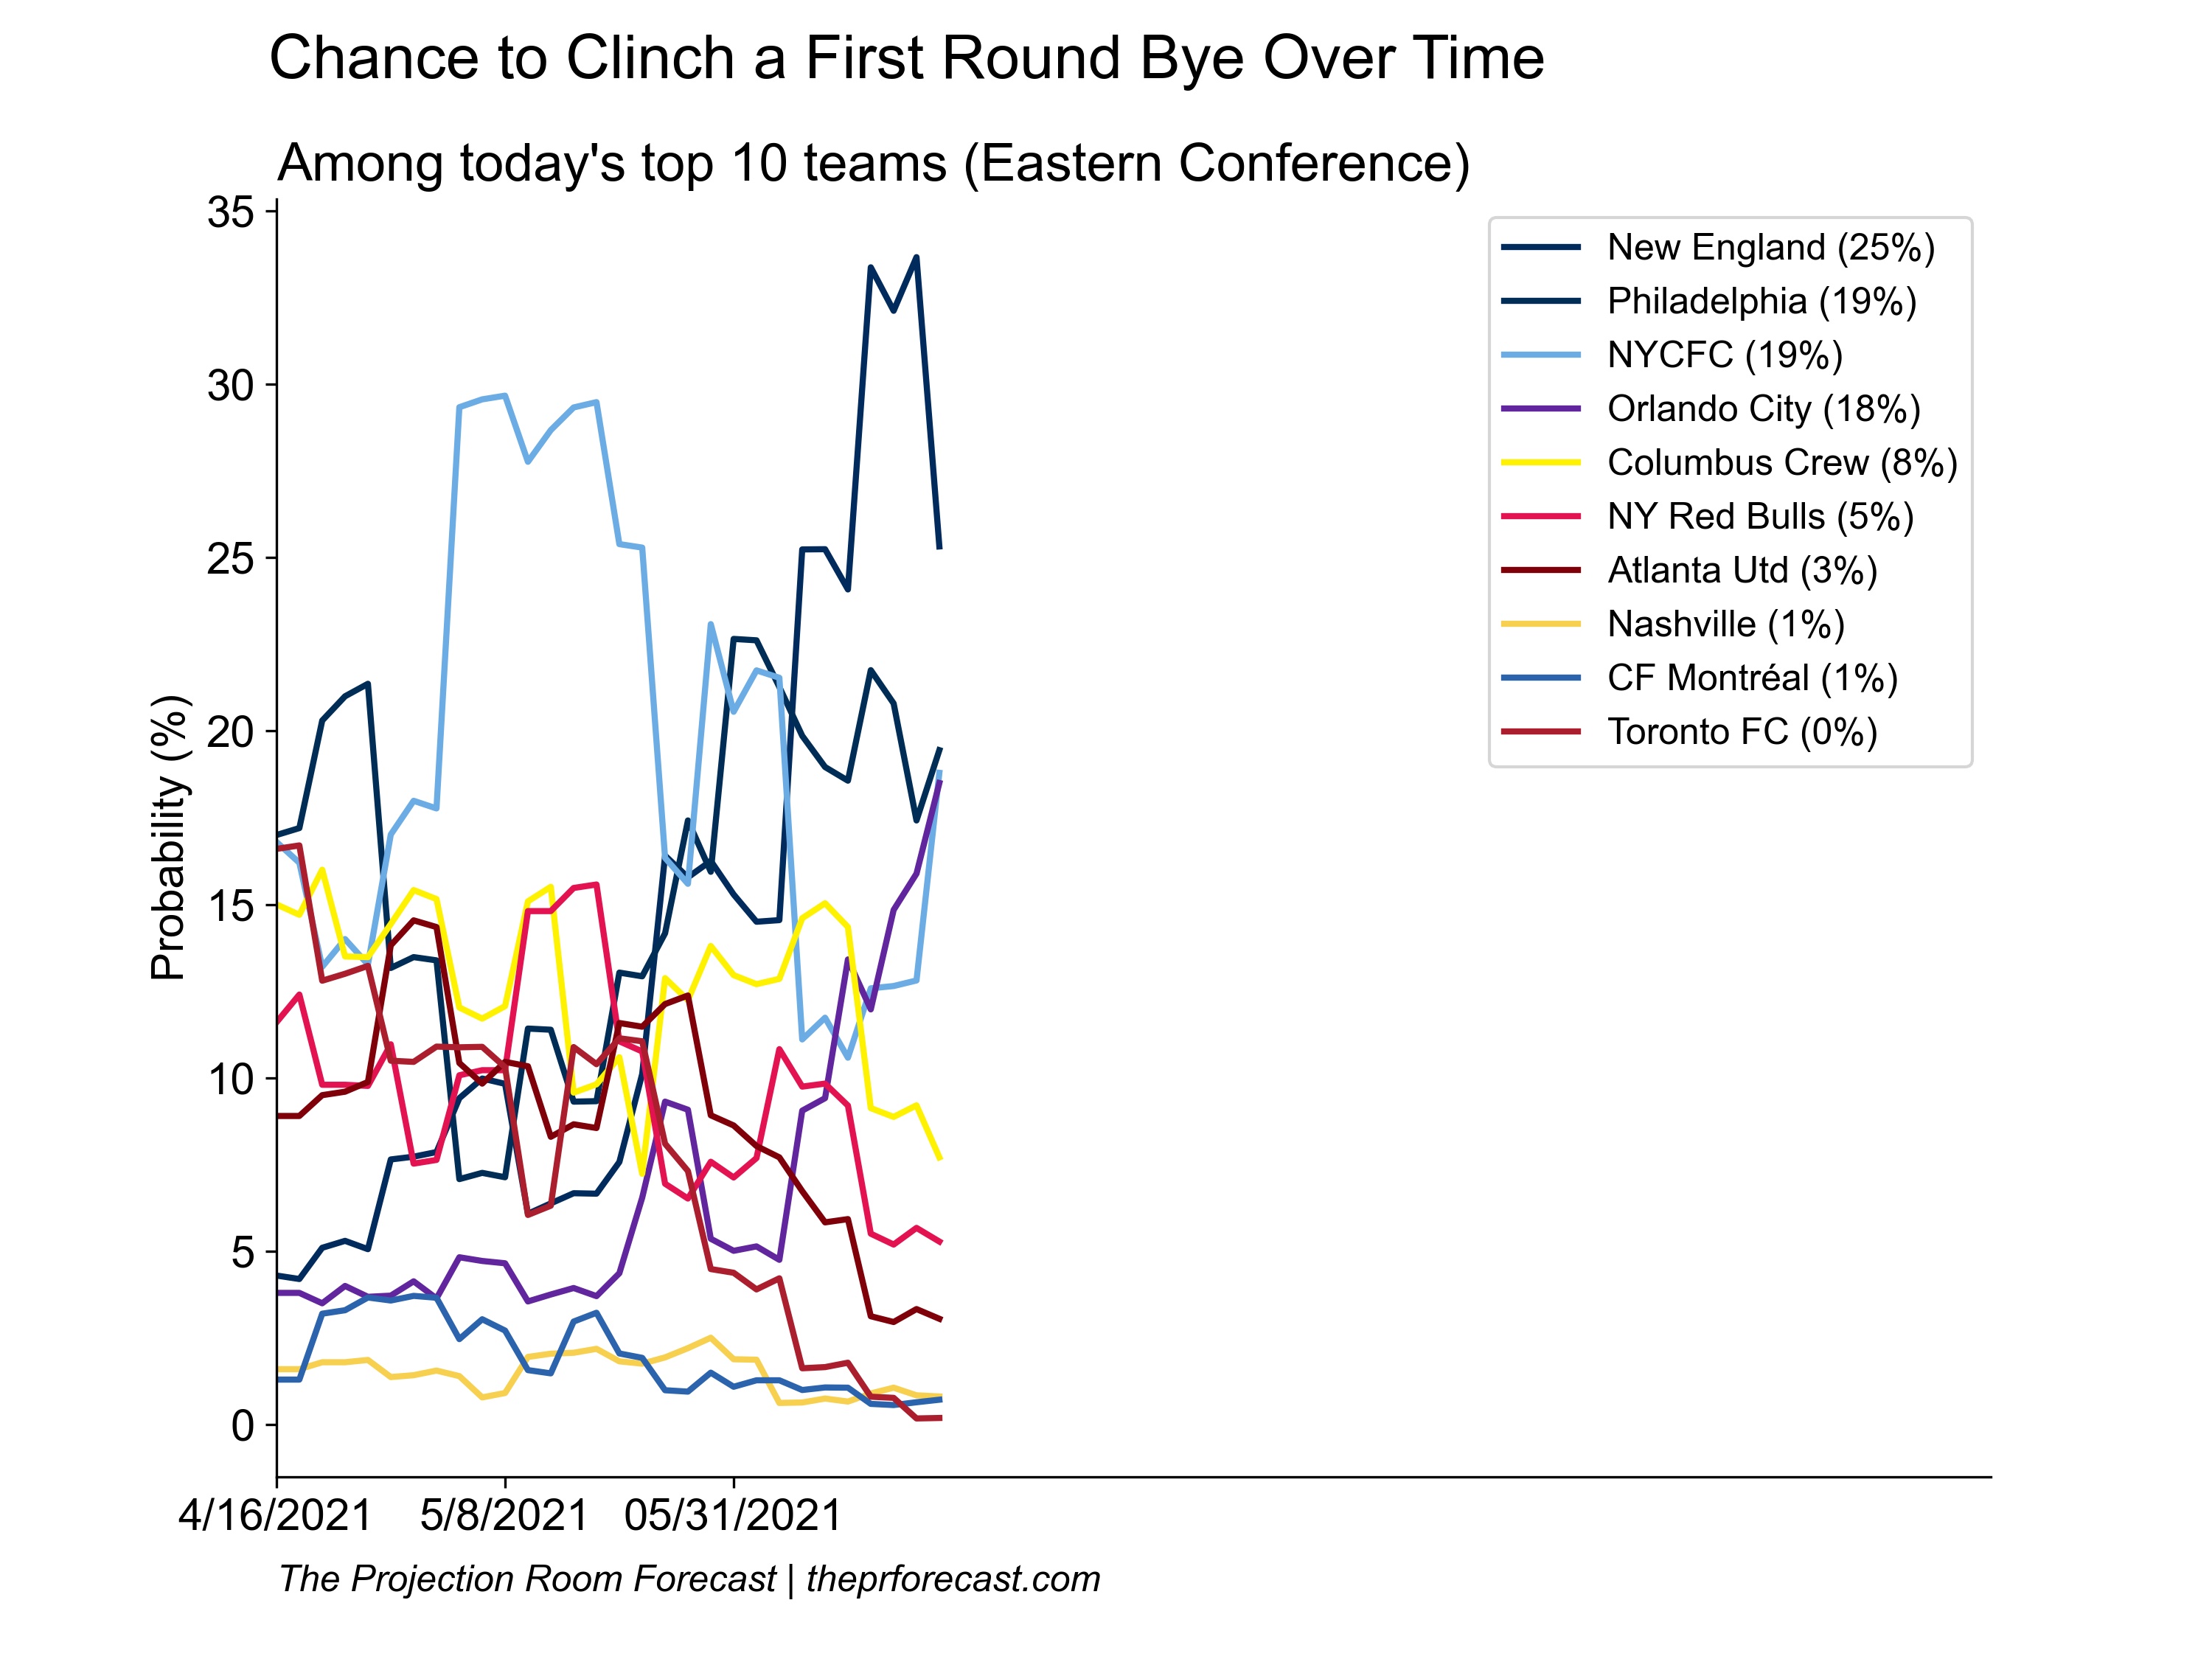 Chance to Clinch a First Round Bye Over Time
Among today's top 10 teams (Eastern Conference)
35
30
25
20
15
10
5
0
Probability (%)
New England (25%)
Philadelphia (19%)
NYCFC (19%)
Orlando City (18%)
Columbus Crew (8%)
NY Red Bulls (5%)
Atlanta Utd (3%)
Nashville (1%)
CF Montréal (1%)
Toronto FC (0%)
4/16/2021 5/8/2021 05/31/2021
The Projection Room Forecast | theprforecast.com